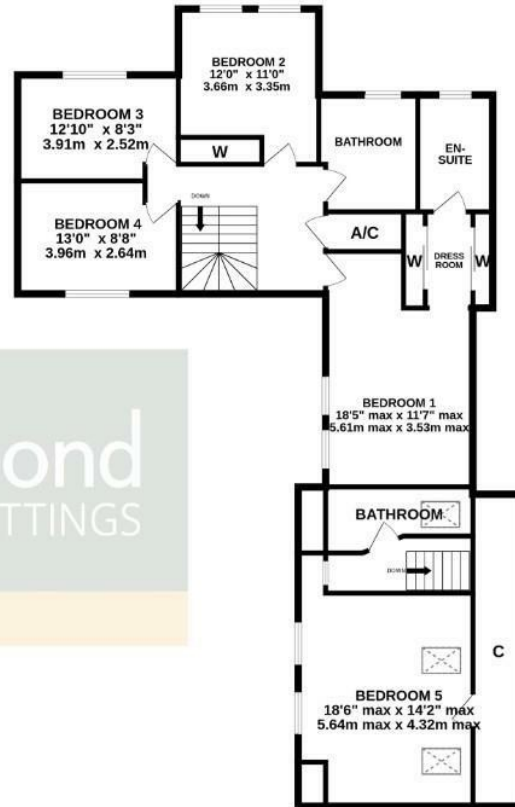 BEDROOM 2
12'0" x 11'0"
3.66m x 3.35m
BEDROOM 3
12'10" x 8'3"
3.91m x 2.52m
W
BATHROOM
EN-
SUITE
BEDROOM 4
13'0" x 8'8"
3.96m x 2.64m
DOWN
A/C
W
DRESS
ROOM
W
BEDROOM 1
18'5" max x 11'7" max
5.61m max x 3.53m max
ond
TTINGS
BATHROOM
DOWN
C
BEDROOM 5
18'6" max x 14'2" max
5.64m max x 4.32m max